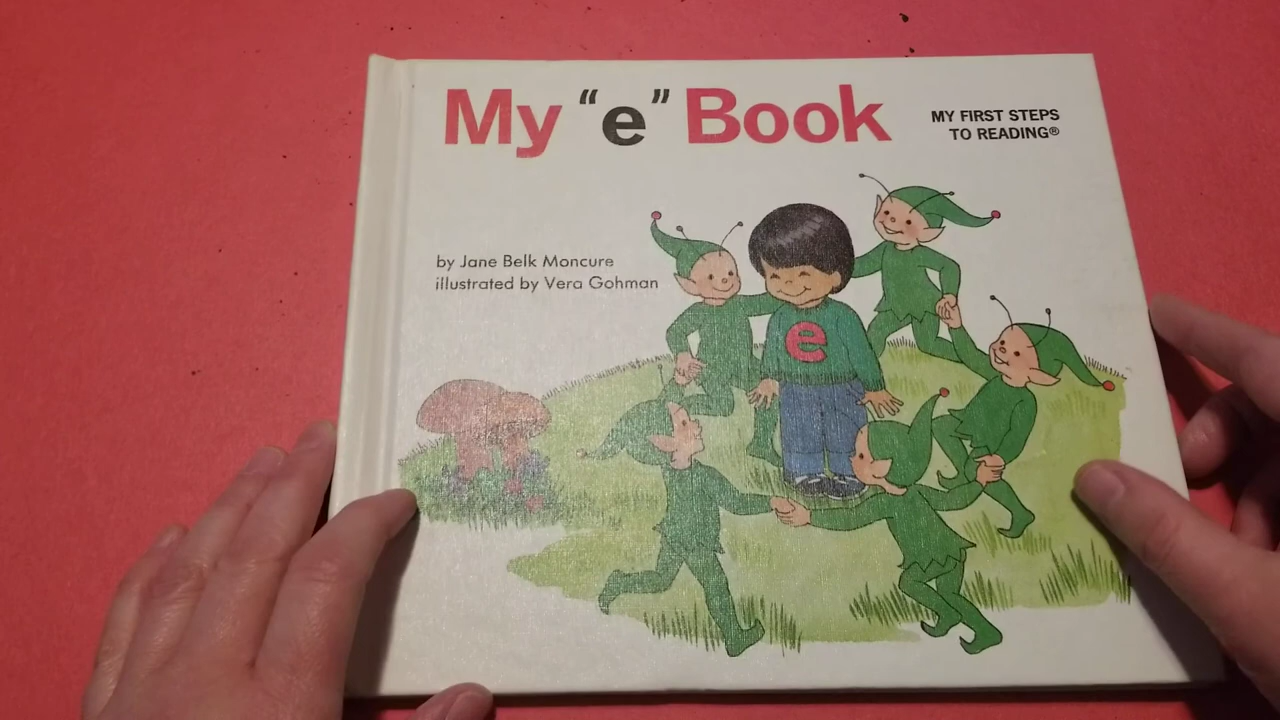 My "e" Book
MY FIRST STEPS
TO READING®
by Jane Belk Moncure
illustrated by Vera Gohman
e